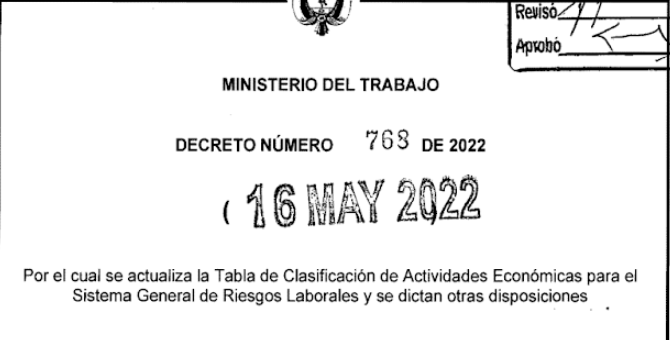 Revisó
Aprobó
MINISTERIO DEL TRABAJO
DECRETO NÚMERO 768 DE 2022
( 16 MAY 2022
Por el cual se actualiza la Tabla de Clasificación de Actividades Económicas para el
Sistema General de Riesgos Laborales y se dictan otras disposiciones